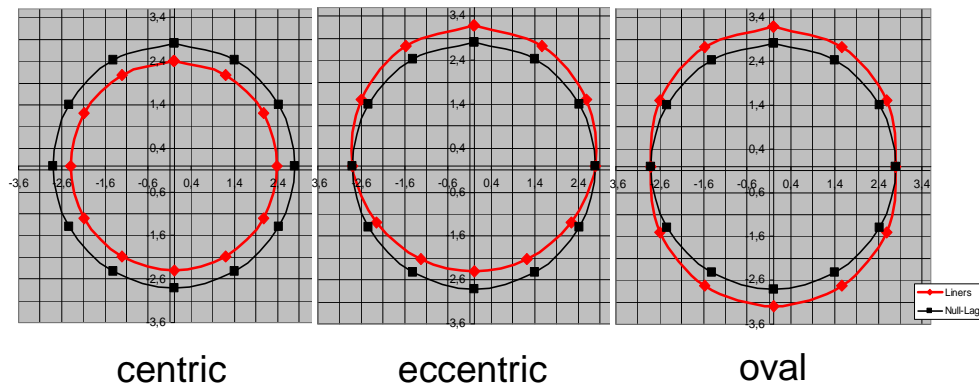 3,4 3,4 3,4
2,4 2,4 2,4
1,4 1,4 1,4
0,4 0,4 0,4
-3,6 -2,6 -1,6 -0,6 0,4 1,4 2,4 3,6 -2,6 -1,6 -0,6 0,4 1,4 2,4 3,6 -2,6 -1,6 -0,6 0,4 1,4 2,4 3,4
-0,6 -0,6 -0,6
-1,6 -1,6 -1,6
-2,6 -2,6 -2,6
-3,6 -3,6 -3,6
Liners
Null-Lag
centric eccentric oval